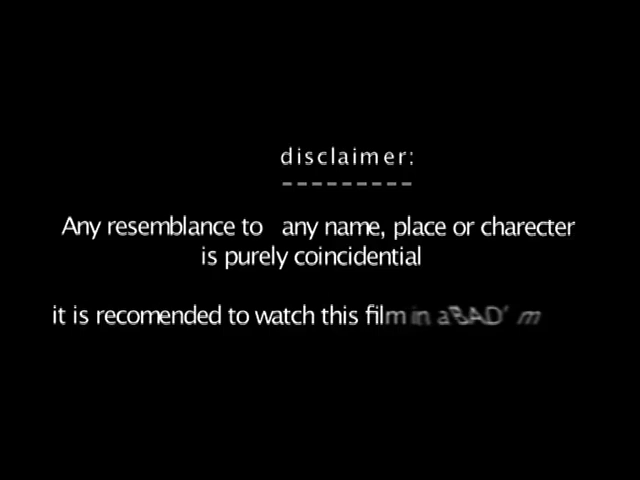 disclaimer:
---------
Any resemblance to any name, place or charecter
is purely coincidential
it is recomended to watch this film in a BAD'